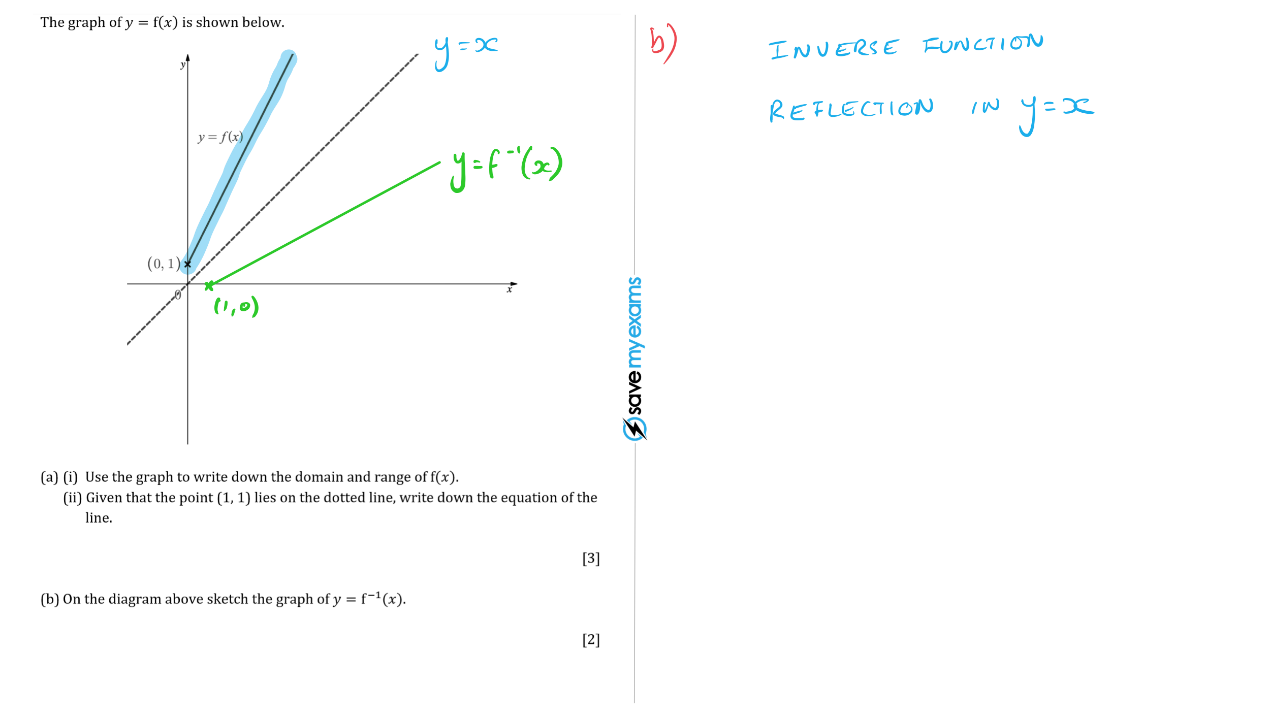 The graph of y = f(x) is shown below.
y
y = x
y = f(x)
y = f⁻¹(x)
(0, 1)
0
x
(1, 0)
(a) (i) Use the graph to write down the domain and range of f(x).
(ii) Given that the point (1, 1) lies on the dotted line, write down the equation of the
line.
[3]
(b) On the diagram above sketch the graph of y = f⁻¹(x).
[2]
save my exams
b)
INVERSE FUNCTION
REFLECTION IN y = x